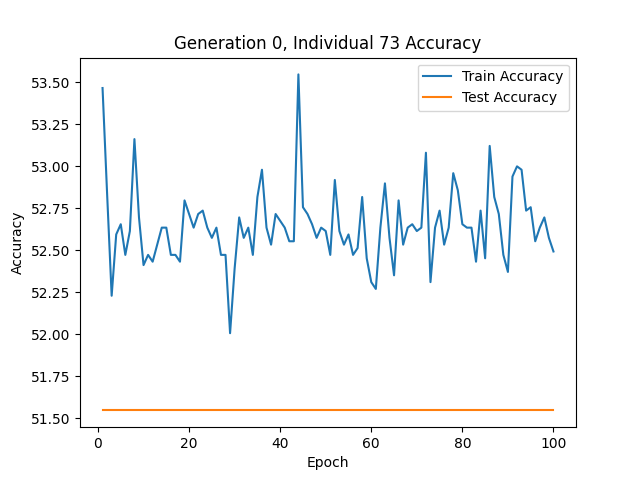 Generation 0, Individual 73 Accuracy
Train Accuracy
Test Accuracy
53.50
53.25
53.00
52.75
52.50
52.25
52.00
51.75
51.50
Accuracy
0 20 40 60 80 100
Epoch